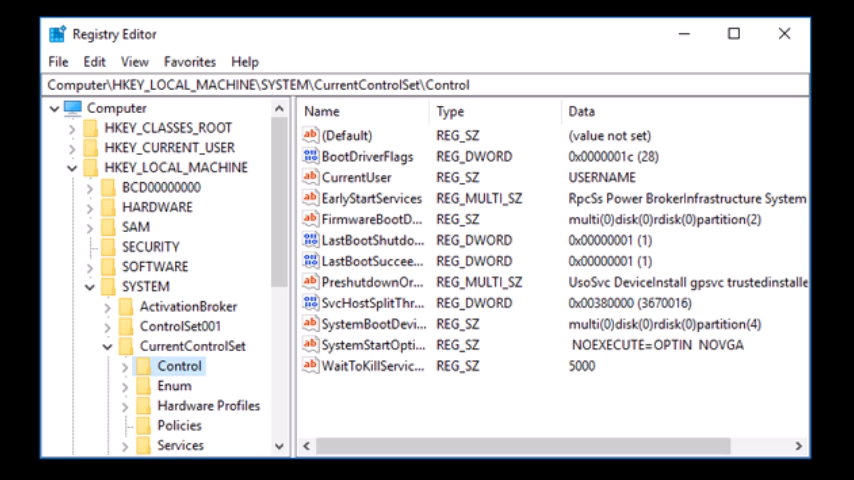 Registry Editor
File Edit View Favorites Help
Computer\HKEY_LOCAL_MACHINE\SYSTEM\CurrentControlSet\Control
Computer
HKEY_CLASSES_ROOT
HKEY_CURRENT_USER
HKEY_LOCAL_MACHINE
BCD00000000
HARDWARE
SAM
SECURITY
SOFTWARE
SYSTEM
ActivationBroker
ControlSet001
CurrentControlSet
Control
Enum
Hardware Profiles
Policies
Services
Name Type Data
(Default) REG_SZ (value not set)
BootDriverFlags REG_DWORD 0x0000001c (28)
CurrentUser REG_SZ USERNAME
EarlyStartServices REG_MULTI_SZ RpcSs Power BrokerInfrastructure System
FirmwareBootD... REG_SZ multi(0)disk(0)rdisk(0)partition(2)
LastBootShutdo... REG_DWORD 0x00000001 (1)
LastBootSuccee... REG_DWORD 0x00000001 (1)
PreshutdownOr... REG_MULTI_SZ UsoSvc DeviceInstall gpsvc trustedinstalle
SvcHostSplitThr... REG_DWORD 0x00380000 (3670016)
SystemBootDevi... REG_SZ multi(0)disk(0)rdisk(0)partition(4)
SystemStartOpti... REG_SZ NOEXECUTE=OPTIN NOVGA
WaitToKillServic... REG_SZ 5000